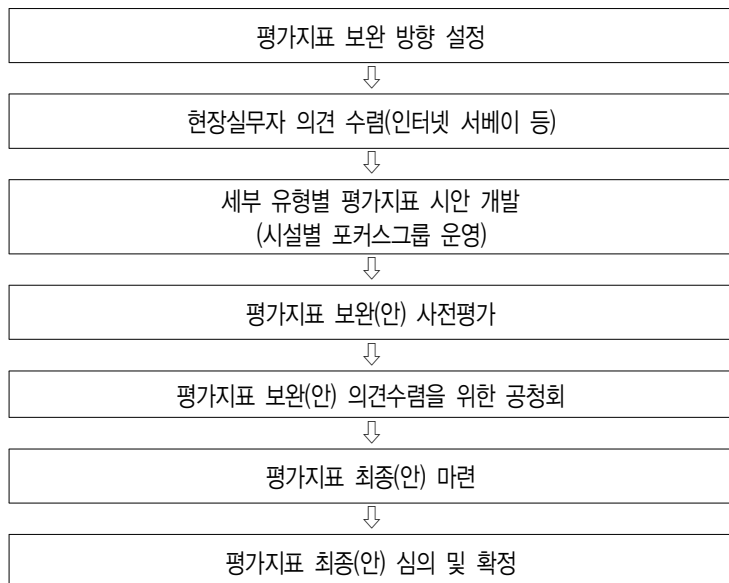 평가지표 보완 방향 설정
현장실무자 의견 수렴(인터넷 서베이 등)
세부 유형별 평가지표 시안 개발
(시설별 포커스그룹 운영)
평가지표 보완(안) 사전평가
평가지표 보완(안) 의견수렴을 위한 공청회
평가지표 최종(안) 마련
평가지표 최종(안) 심의 및 확정